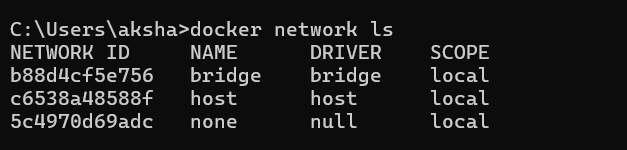 C:\Users\aksha>docker network ls
NETWORK ID     NAME      DRIVER    SCOPE
b88d4cf5e756   bridge    bridge    local
c6538a48588f   host      host      local
5c4970d69adc   none      null      local